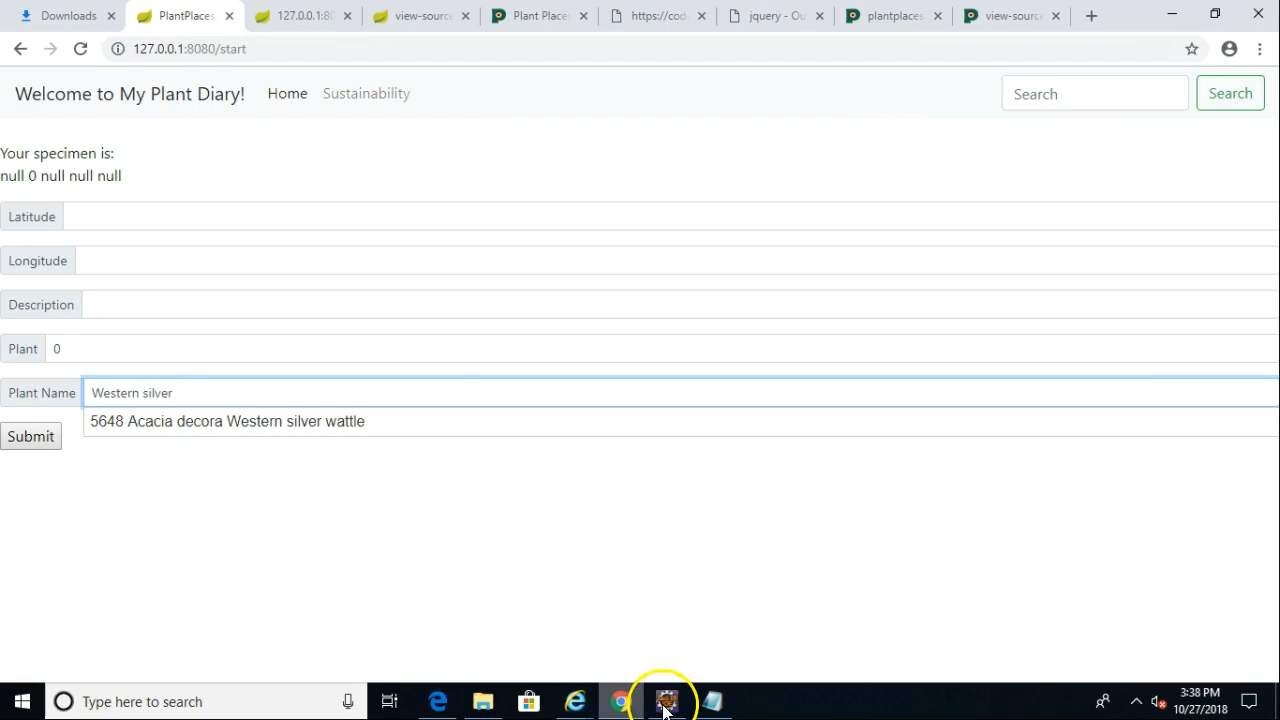 Downloads
PlantPlaces
127.0.0.1:80
view-source
Plant Places
https://cod
jquery - Ou
plantplaces
view-source
127.0.0.1:8080/start
Welcome to My Plant Diary! Home Sustainability Search Search
Your specimen is:
null 0 null null null
Latitude
Longitude
Description
Plant 0
Plant Name Western silver
5648 Acacia decora Western silver wattle
Submit
Type here to search
3:38 PM
10/27/2018